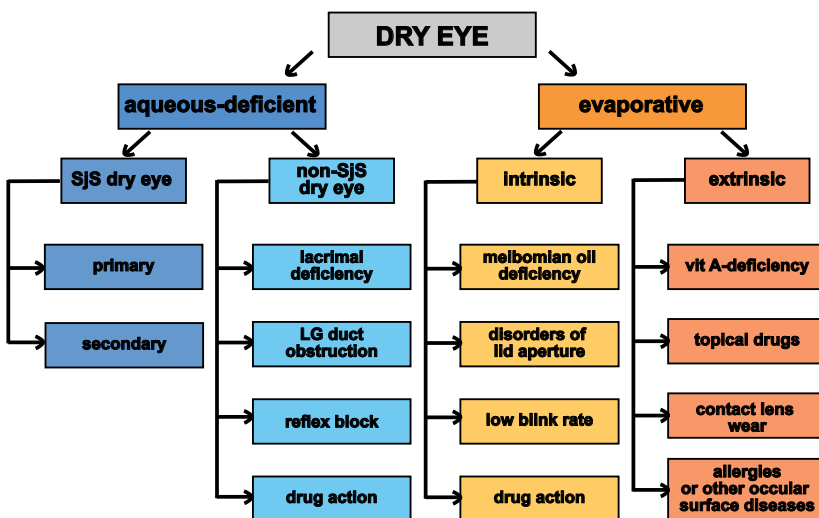 DRY EYE
aqueous-deficient
evaporative
SjS dry eye
non-SjS
dry eye
intrinsic
extrinsic
primary
secondary
lacrimal
deficiency
LG duct
obstruction
reflex block
drug action
meibomian oil
deficiency
disorders of
lid aperture
low blink rate
drug action
vit A-deficiency
topical drugs
contact lens
wear
allergies
or other occular
surface diseases